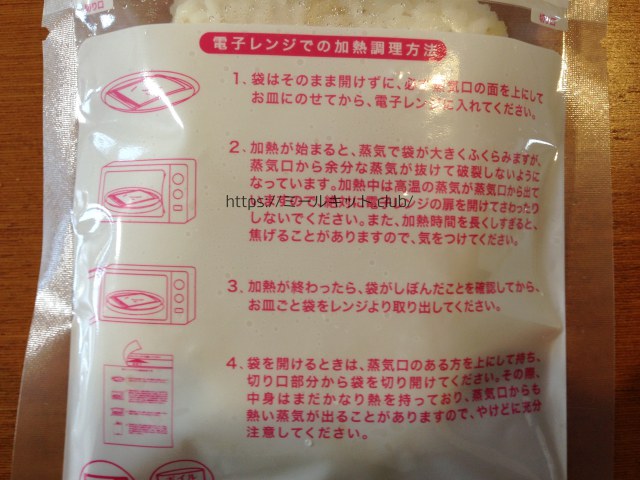 電子レンジでの加熱調理方法
1、袋はそのまま開けずに、必ず蒸気口の面を上にして
お皿にのせてから、電子レンジに入れてください。
2、加熱が始まると、蒸気で袋が大きくふくらみますが、
蒸気口から余分な蒸気が抜けて破裂しないように
なっています。加熱中は高温の蒸気が蒸気口から出て
いますので、電子レンジの扉を開けてさわったり
https://ミールキット.club/
しないでください。また、加熱時間を長くしすぎると、
焦げることがありますので、気をつけてください。
3、加熱が終わったら、袋がしぼんだことを確認してから、
お皿ごと袋をレンジより取り出してください。
4、袋を開けるときは、蒸気口のある方を上にして持ち、
切り口部分から袋を切り開けてください。その際、
中身はまだかなり熱を持っており、蒸気口からも
熱い蒸気が出ることがありますので、やけどに充分
注意してください。
ボイル